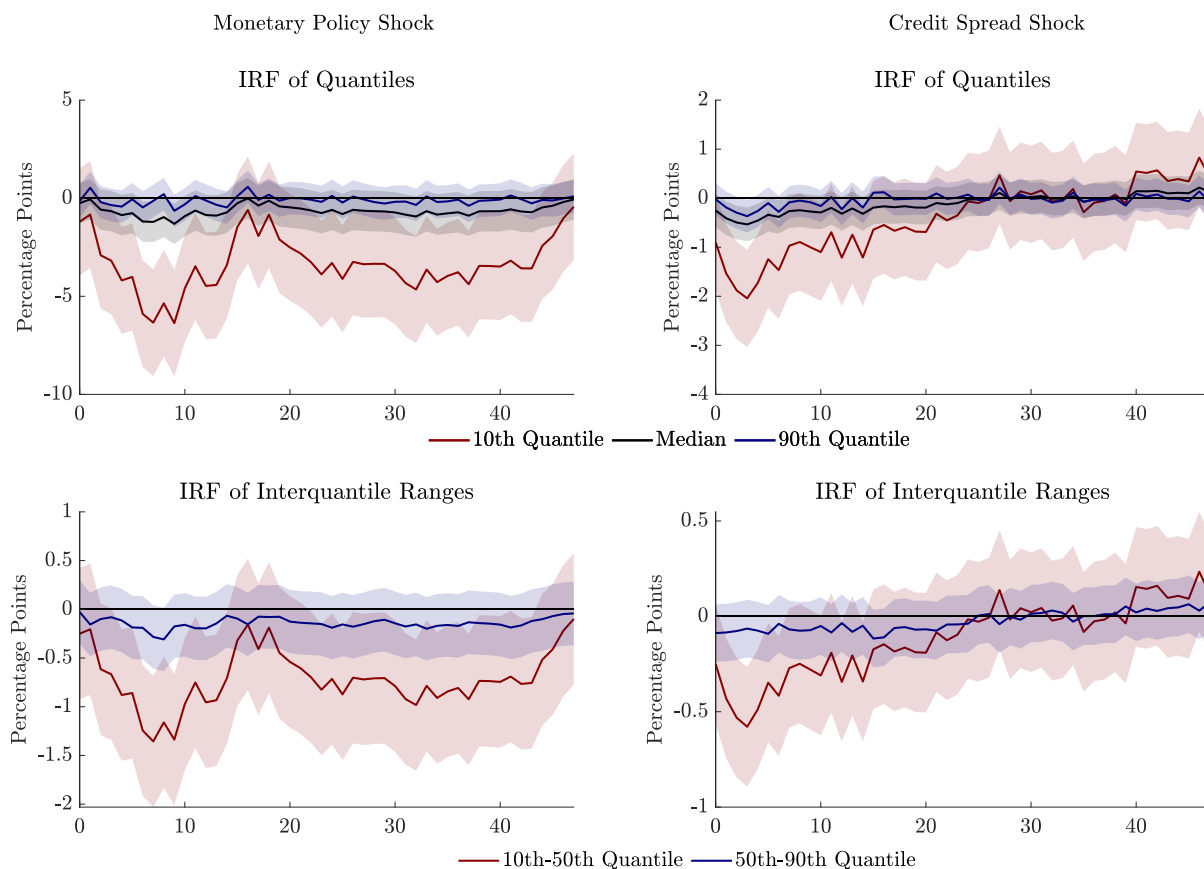 Monetary Policy Shock
Credit Spread Shock
IRF of Quantiles
IRF of Quantiles
Percentage Points
5
0
-5
-10
0 10 20 30 40
Percentage Points
2
1
0
-1
-2
-3
-4
0 10 20 30 40
10th Quantile Median 90th Quantile
IRF of Interquantile Ranges
IRF of Interquantile Ranges
Percentage Points
1
0.5
0
-0.5
-1
-1.5
-2
0 10 20 30 40
Percentage Points
0.5
0
-0.5
-1
0 10 20 30 40
10th-50th Quantile 50th-90th Quantile